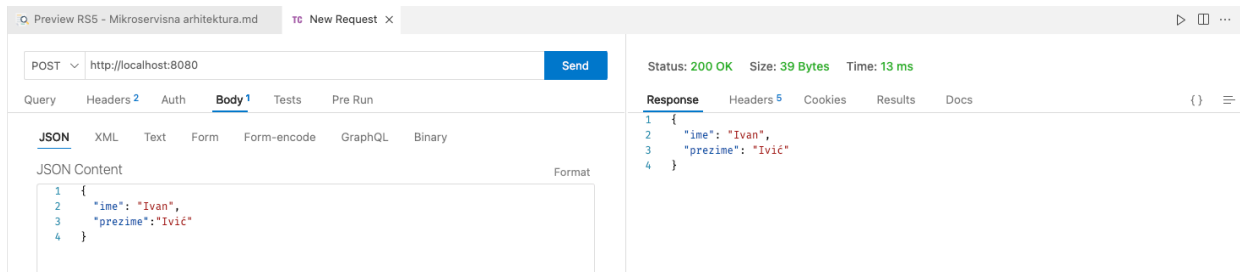 Preview RS5 - Mikroservisna arhitektura.md TC New Request
POST http://localhost:8080 Send
Query Headers 2 Auth Body 1 Tests Pre Run
JSON XML Text Form Form-encode GraphQL Binary
JSON Content Format
1 {
2 "ime": "Ivan",
3 "prezime":"Ivić"
4 }
Status: 200 OK Size: 39 Bytes Time: 13 ms
Response Headers 5 Cookies Results Docs { }
1 {
2 "ime": "Ivan",
3 "prezime": "Ivić"
4 }